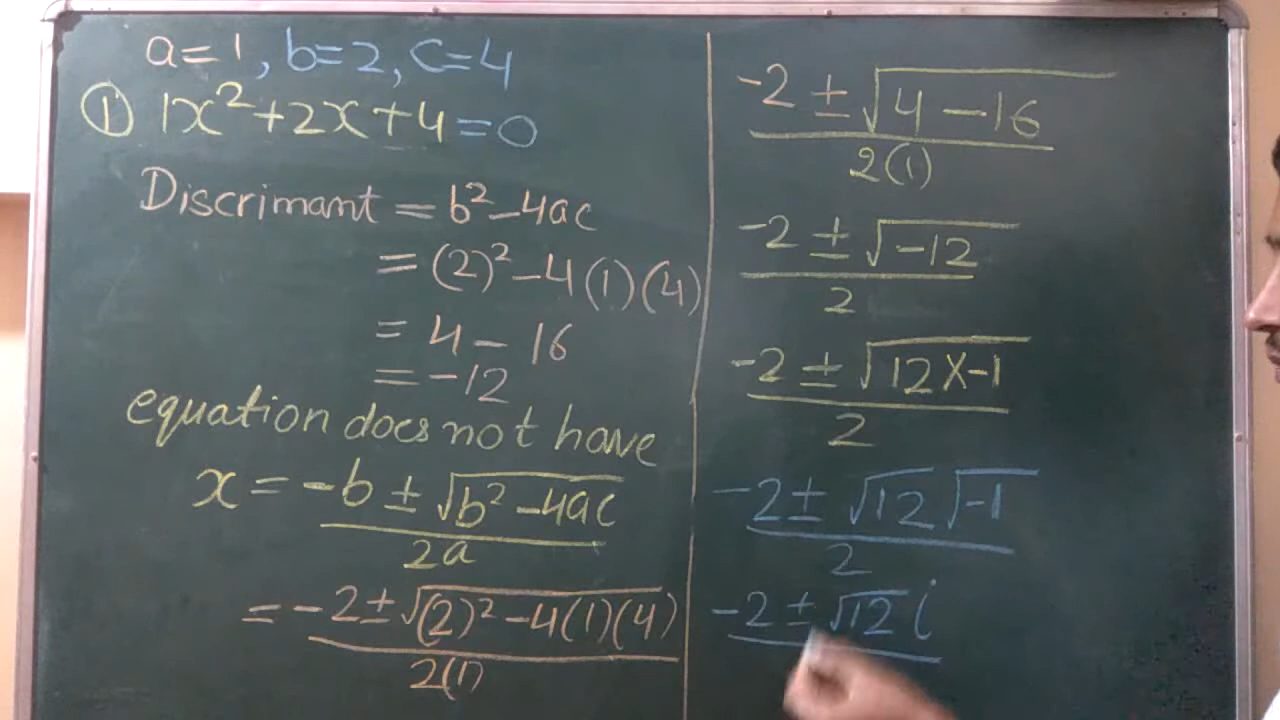 a=1, b=2, c=4
① 1x²+2x+4=0
Discrimant = b²-4ac
= (2)²-4(1)(4)
= 4-16
= -12
equation does not have
x = -b ± √b²-4ac
2a
= -2 ± √(2)²-4(1)(4)
2(1)
-2 ± √4-16
2(1)
-2 ± √-12
2
-2 ± √12x-1
2
-2 ± √12 √-1
2
-2 ± √12 i